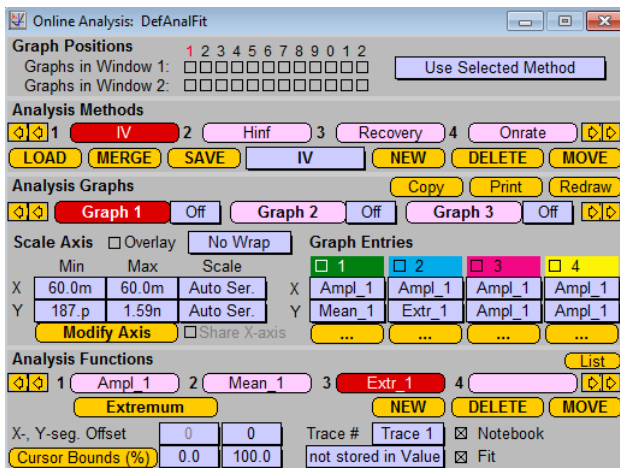 Online Analysis: DefAnalFit
Graph Positions 1 2 3 4 5 6 7 8 9 0 1 2
Graphs in Window 1: Use Selected Method
Graphs in Window 2:
Analysis Methods
1 IV 2 Hinf 3 Recovery 4 Onrate
LOAD MERGE SAVE IV NEW DELETE MOVE
Analysis Graphs Copy Print Redraw
Graph 1 Off Graph 2 Off Graph 3 Off
Scale Axis Overlay No Wrap Graph Entries
Min Max Scale 1 2 3 4
X 60.0m 60.0m Auto Ser. X Ampl_1 Ampl_1 Ampl_1 Ampl_1
Y 187.p 1.59n Auto Ser. Y Mean_1 Extr_1 Ampl_1 Ampl_1
Modify Axis Share X-axis ... ... ... ...
Analysis Functions List
1 Ampl_1 2 Mean_1 3 Extr_1 4
Extremum NEW DELETE MOVE
X-, Y-seg. Offset 0 0 Trace # Trace 1 Notebook
Cursor Bounds (%) 0.0 100.0 not stored in Value Fit